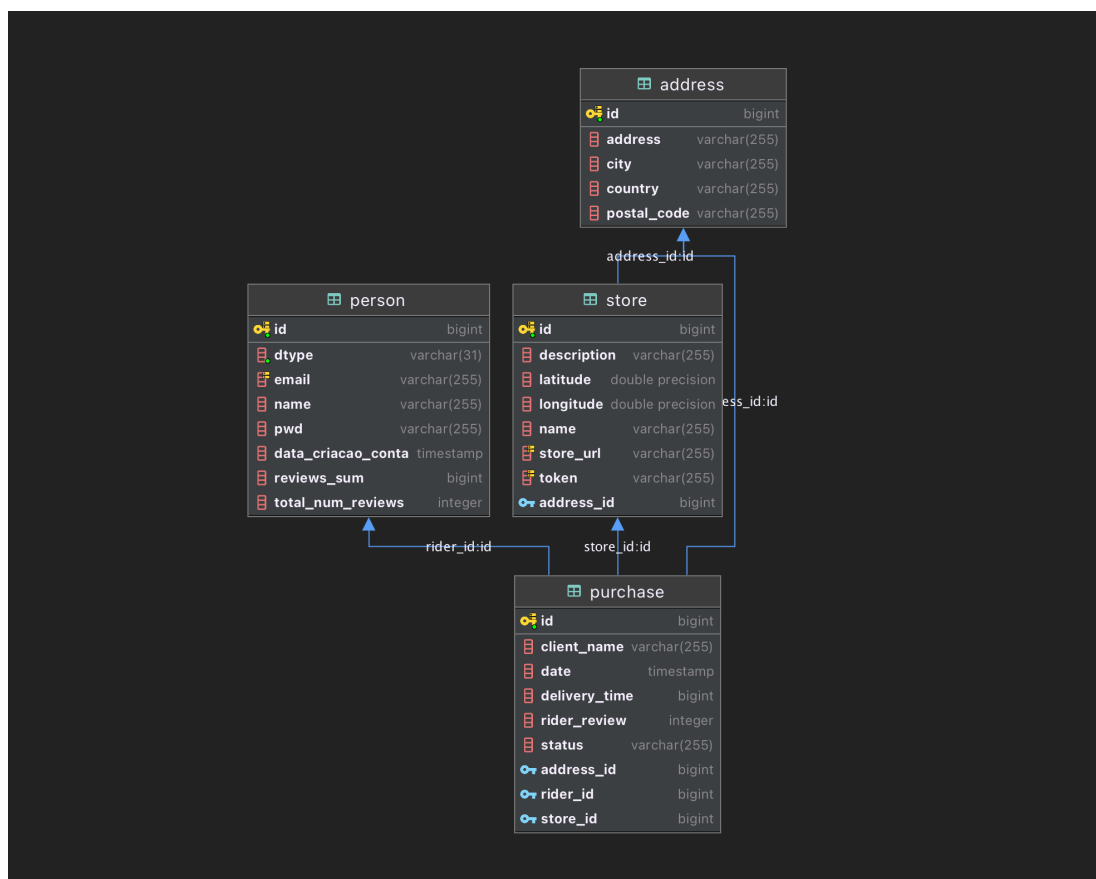 address
id bigint
address varchar(255)
city varchar(255)
country varchar(255)
postal_code varchar(255)
address_id:id
person
id bigint
dtype varchar(31)
email varchar(255)
name varchar(255)
pwd varchar(255)
data_criacao_conta timestamp
reviews_sum bigint
total_num_reviews integer
store
id bigint
description varchar(255)
latitude double precision
longitude double precision
name varchar(255)
store_url varchar(255)
token varchar(255)
address_id bigint
ess_id:id
rider_id:id
store_id:id
purchase
id bigint
client_name varchar(255)
date timestamp
delivery_time bigint
rider_review integer
status varchar(255)
address_id bigint
rider_id bigint
store_id bigint